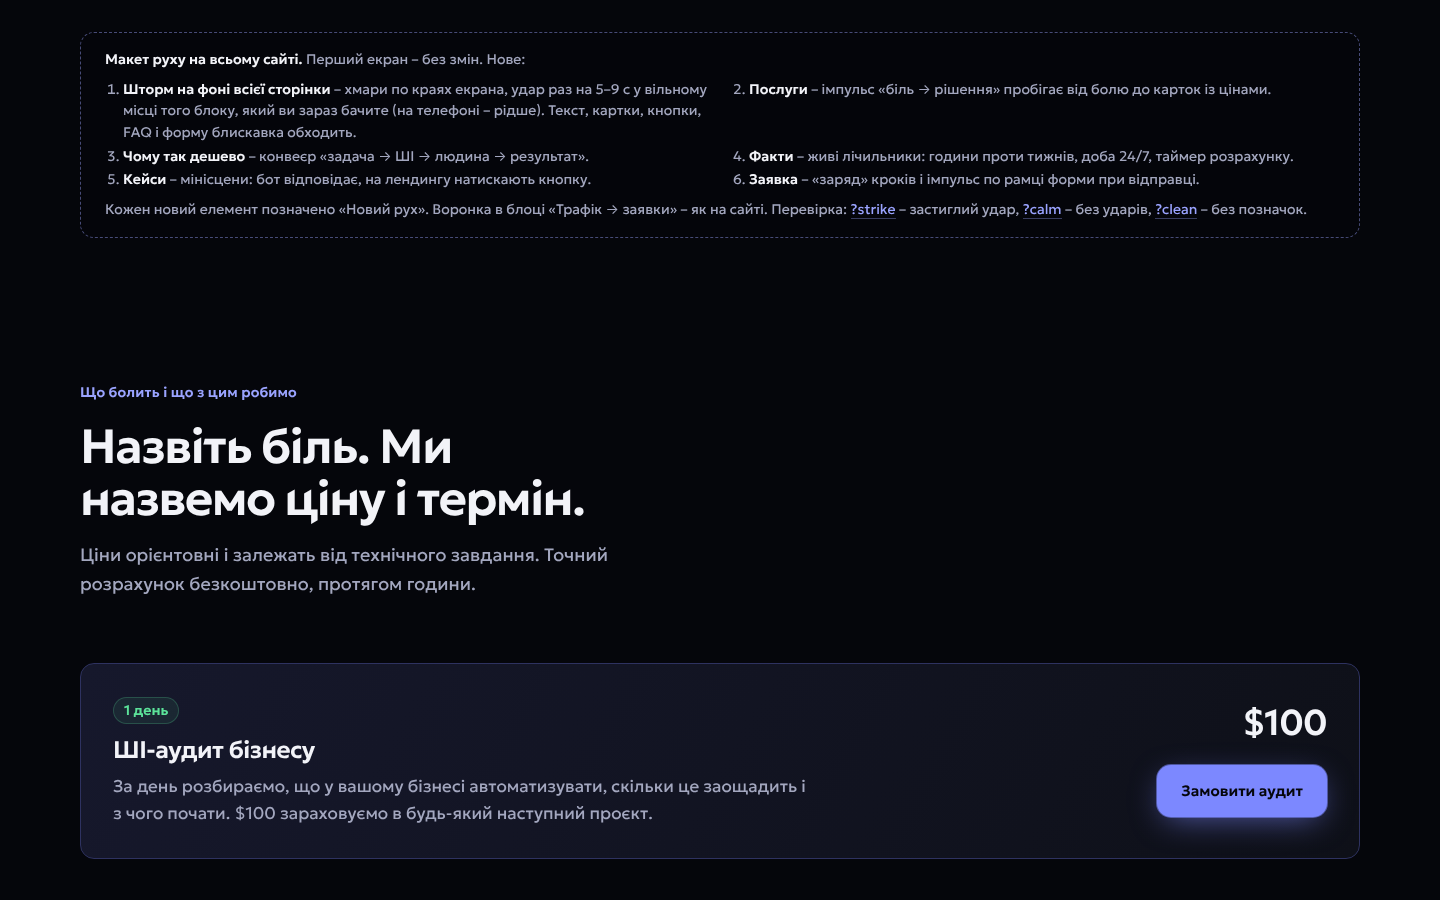 Макет руху на всьому сайті. Перший екран – без змін. Нове:
1. Шторм на фоні всієї сторінки – хмари по краях екрана, удар раз на 5–9 с у вільному
місці того блоку, який ви зараз бачите (на телефоні – рідше). Текст, картки, кнопки,
FAQ і форму блискавка обходить.
2. Послуги – імпульс «біль → рішення» пробігає від болю до карток із цінами.
3. Чому так дешево – конвеєр «задача → ШІ → людина → результат».
4. Факти – живі лічильники: години проти тижнів, доба 24/7, таймер розрахунку.
5. Кейси – мінісцени: бот відповідає, на лендингу натискають кнопку.
6. Заявка – «заряд» кроків і імпульс по рамці форми при відправці.
Кожен новий елемент позначено «Новий рух». Воронка в блоці «Трафік → заявки» – як на сайті. Перевірка: ?strike – застиглий удар, ?calm – без ударів, ?clean – без позначок.
Що болить і що з цим робимо
Назвіть біль. Ми
назвемо ціну і термін.
Ціни орієнтовні і залежать від технічного завдання. Точний
розрахунок безкоштовно, протягом години.
1 день
ШІ-аудит бізнесу
За день розбираємо, що у вашому бізнесі автоматизувати, скільки це заощадить і
з чого почати. $100 зараховуємо в будь-який наступний проєкт.
$100
Замовити аудит